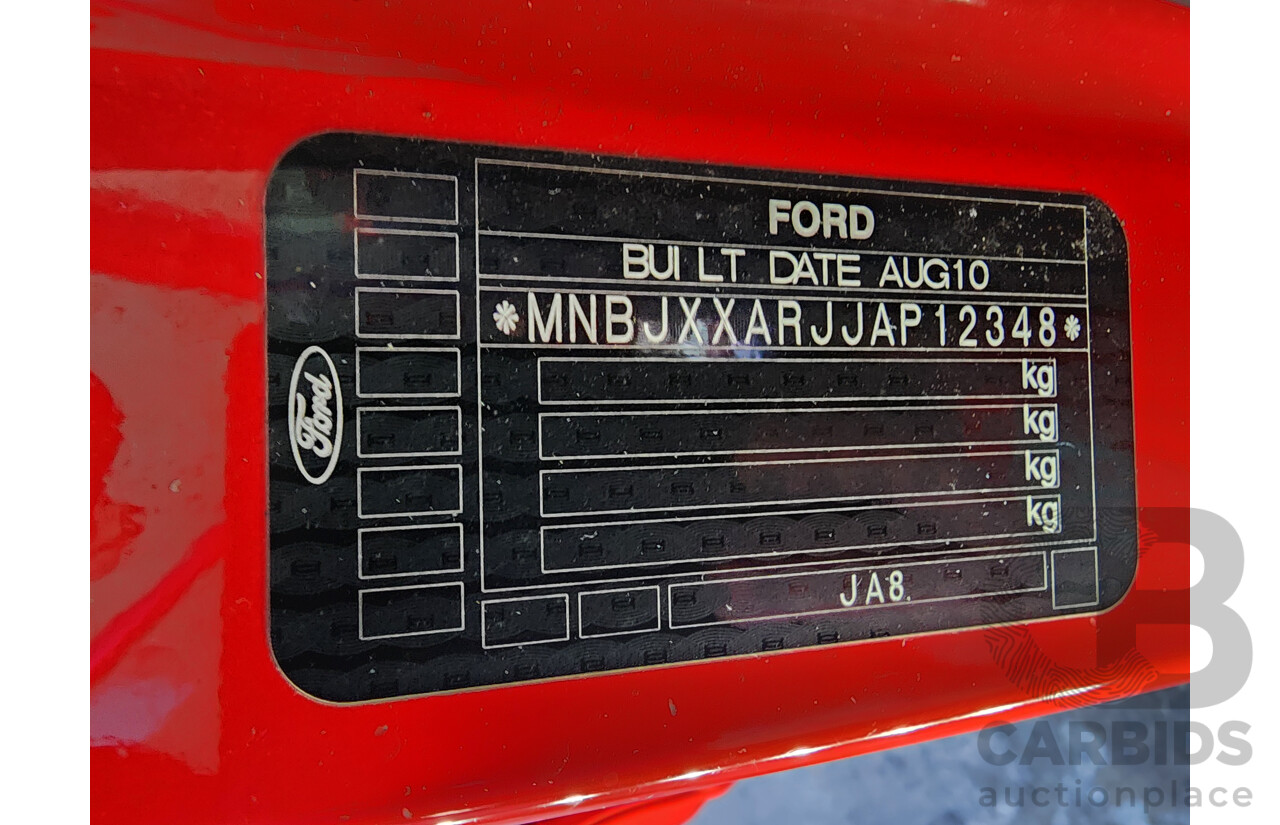 FORD
BUILT DATE AUG10
*MNBJXXARJJAP12348*
kg
kg
kg
kg
Ford
JA8.
CARBIDS
auctionplace